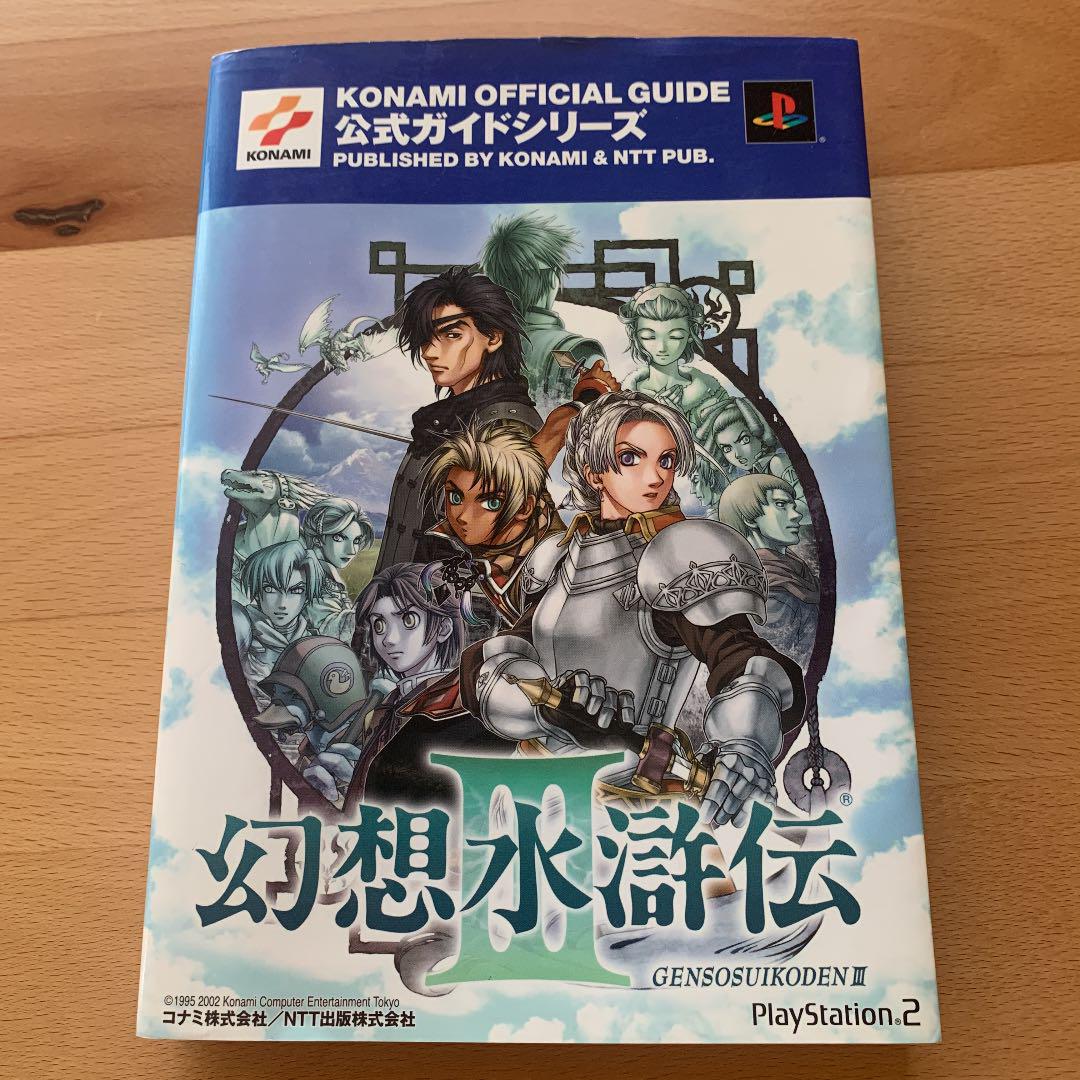 KONAMI OFFICIAL GUIDE
公式ガイドシリーズ
PUBLISHED BY KONAMI & NTT PUB.
KONAMI
®
III
幻想水滸伝®
GENSOSUIKODEN III
©1995 2002 Konami Computer Entertainment Tokyo
コナミ株式会社／NTT出版株式会社
PlayStation®2